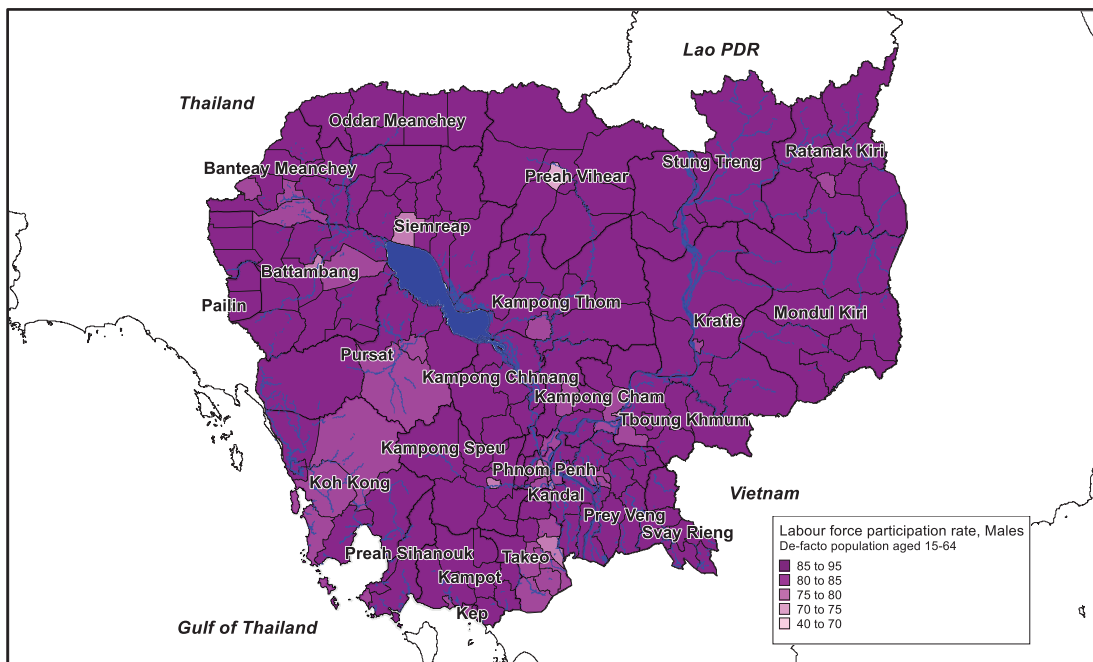 Lao PDR
Thailand
Oddar Meanchey
Banteay Meanchey
Stung Treng
Ratanak Kiri
Preah Vihear
Siemreap
Battambang
Pailin
Kampong Thom
Mondul Kiri
Kratie
Pursat
Kampong Chhnang
Kampong Cham
Tboung Khmum
Kampong Speu
Phnom Penh
Koh Kong
Kandal
Vietnam
Prey Veng
Svay Rieng
Preah Sihanouk
Takeo
Kampot
Kep
Gulf of Thailand
Labour force participation rate, Males
De-facto population aged 15-64
85 to 95
80 to 85
75 to 80
70 to 75
40 to 70